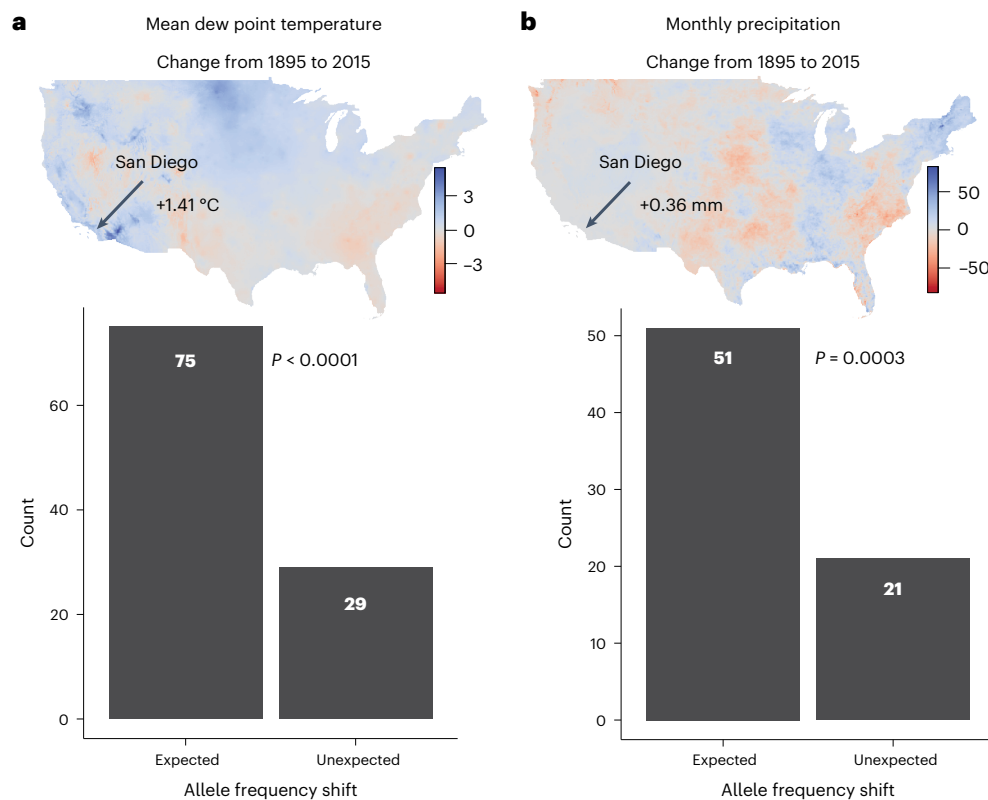 a
Mean dew point temperature
Change from 1895 to 2015
San Diego
+1.41 °C
3
0
−3
75
P < 0.0001
29
60
40
20
0
Count
Expected
Unexpected
Allele frequency shift
b
Monthly precipitation
Change from 1895 to 2015
San Diego
+0.36 mm
50
0
−50
51
P = 0.0003
21
50
40
30
20
10
0
Count
Expected
Unexpected
Allele frequency shift